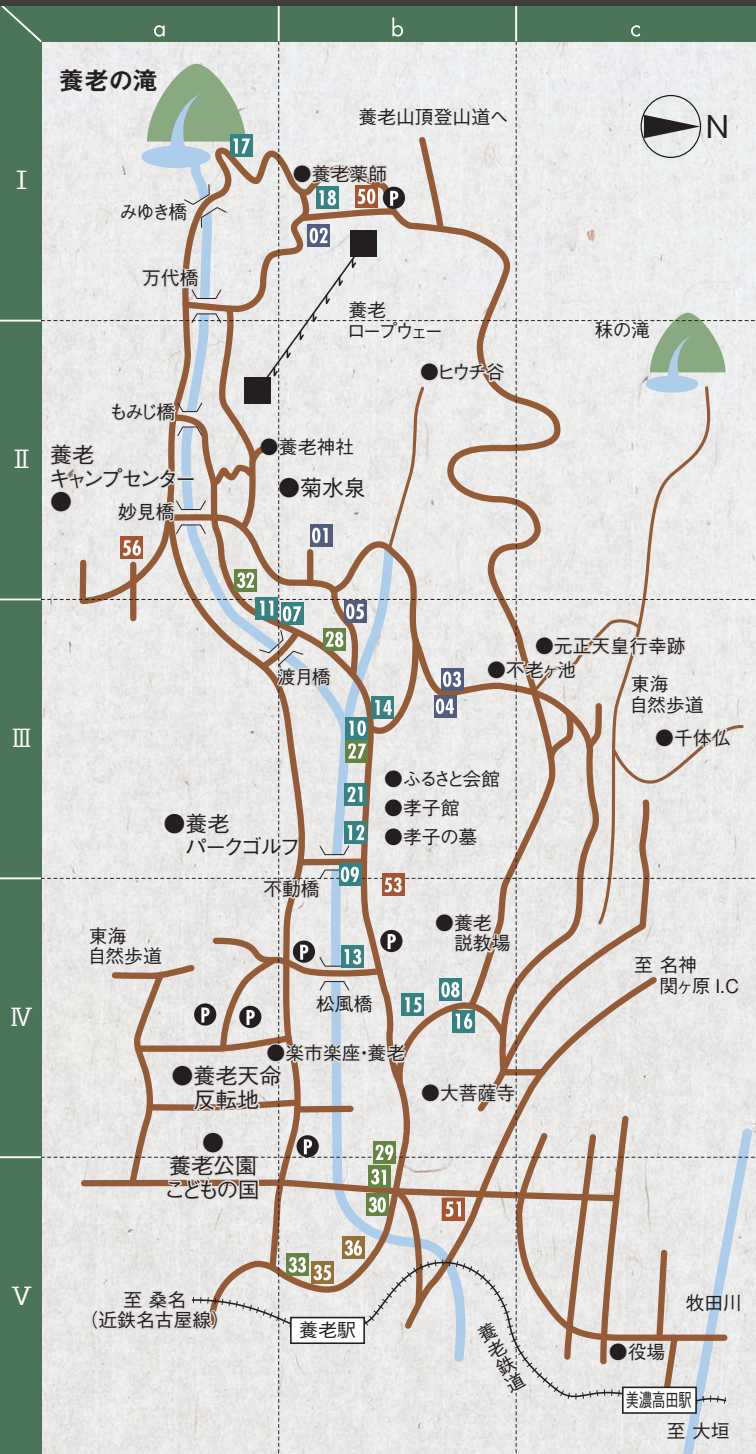 a
b
c
養老の滝
養老山頂登山道へ
N
17
I
養老薬師
18
50
P
みゆき橋
02
万代橋
養老
ロープウェー
秣の滝
ヒウチ谷
もみじ橋
養老神社
II
養老
キャンプセンター
菊水泉
妙見橋
01
56
32
11
07
05
28
元正天皇行幸跡
不老ヶ池
渡月橋
03
東海
自然歩道
14
04
10
III
千体仏
27
ふるさと会館
21
孝子館
養老
パークゴルフ
12
孝子の墓
09
53
不動橋
養老
説教場
東海
自然歩道
P
P
13
至 名神
関ヶ原 I.C
松風橋
08
15
IV
P
P
16
楽市楽座・養老
養老天命
反転地
大菩薩寺
P
29
養老公園
こどもの国
31
30
51
36
33
35
V
至 桑名
(近鉄名古屋線)
牧田川
養老駅
養老鉄道
役場
美濃高田駅
至 大垣